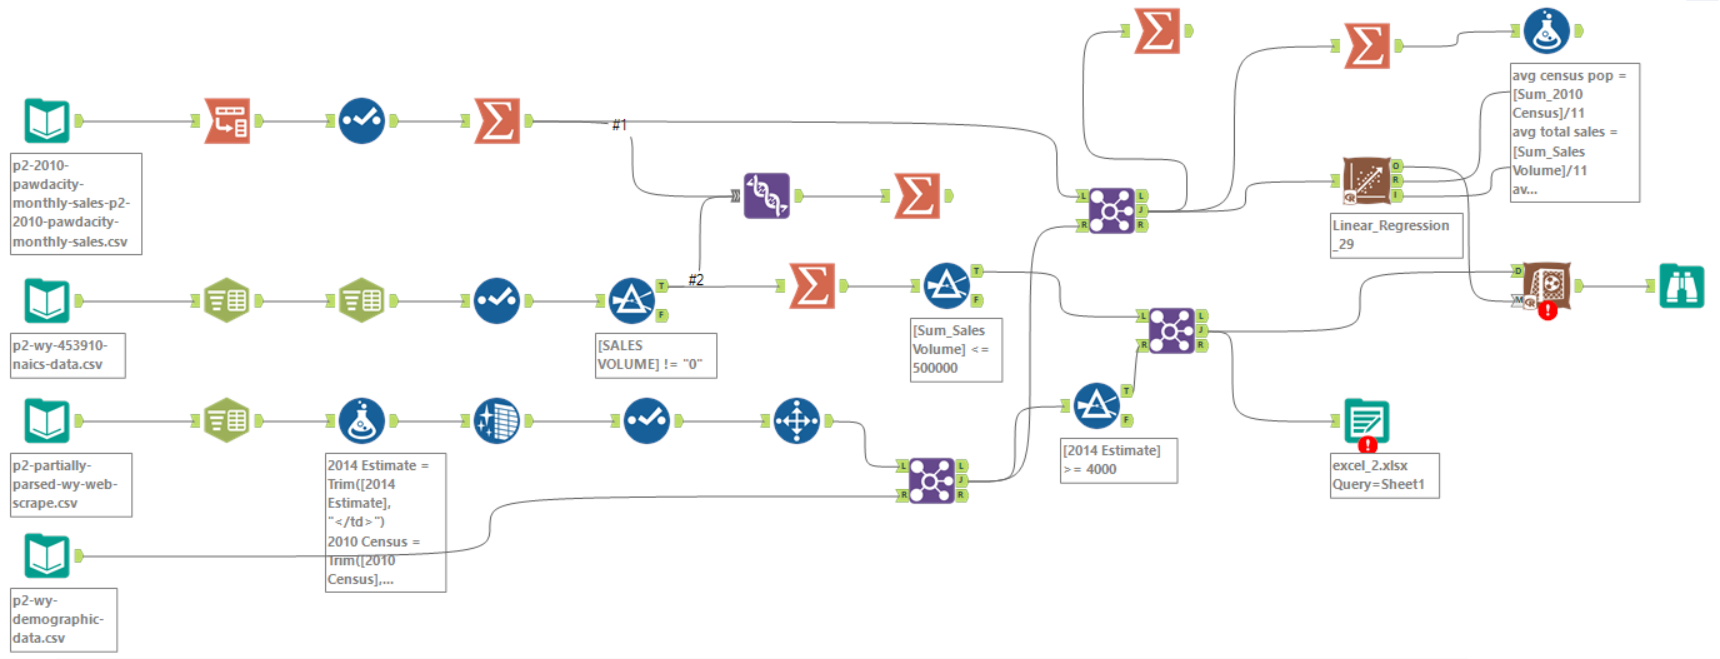 avg census pop =
[Sum_2010
Census]/11
avg total sales =
[Sum_Sales
Volume]/11
av...
#1
p2-2010-
pawdacity-
monthly-sales-p2-
2010-pawdacity-
monthly-sales.csv
L
R
L
J
R
O
R
I
R
Linear_Regression
_29
#2
T
F
p2-wy-453910-
naics-data.csv
[SALES
VOLUME] != "0"
T
F
[Sum_Sales
Volume] <=
500000
L
R
L
J
R
D
M
R
!
p2-partially-
parsed-wy-web-
scrape.csv
2014 Estimate =
Trim([2014
Estimate],
"</td>")
2010 Census =
Trim([2010
Census],...
L
R
L
J
R
T
F
[2014 Estimate]
>= 4000
!
excel_2.xlsx
Query=Sheet1
p2-wy-
demographic-
data.csv